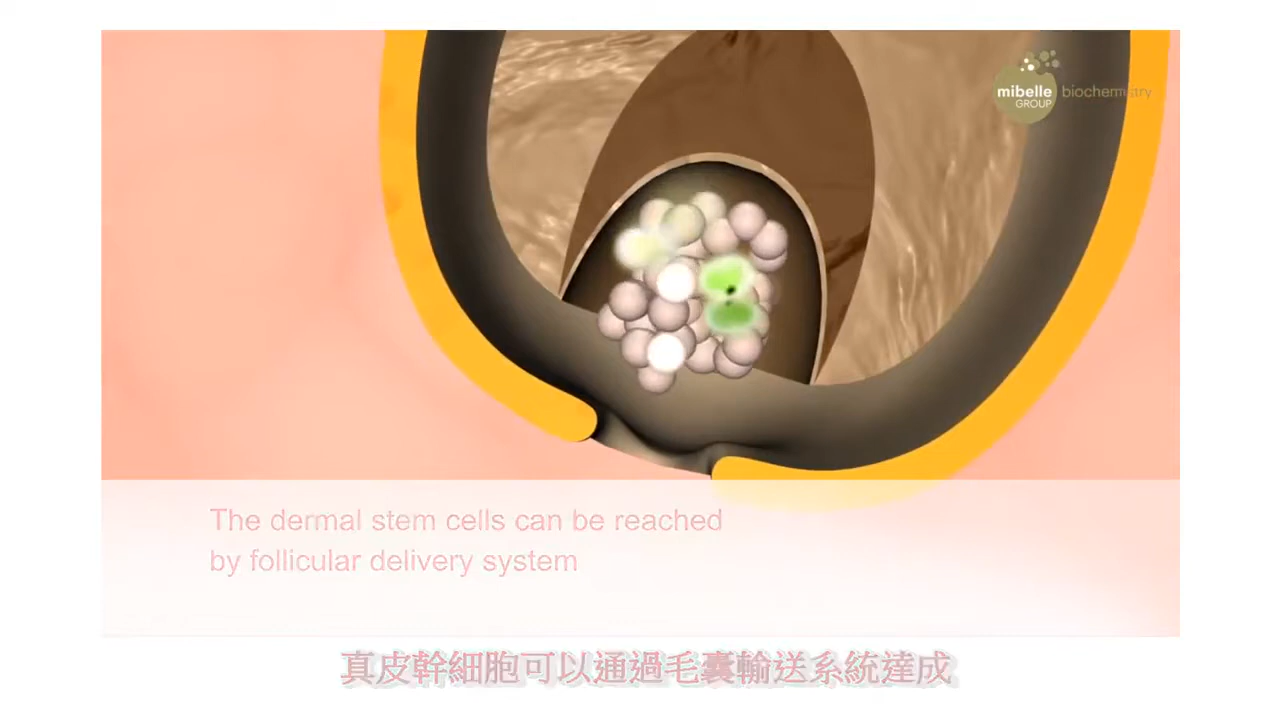 mibelle biochemistry
GROUP
The dermal stem cells can be reached
by follicular delivery system
真皮幹細胞可以通過毛囊輸送系統達成